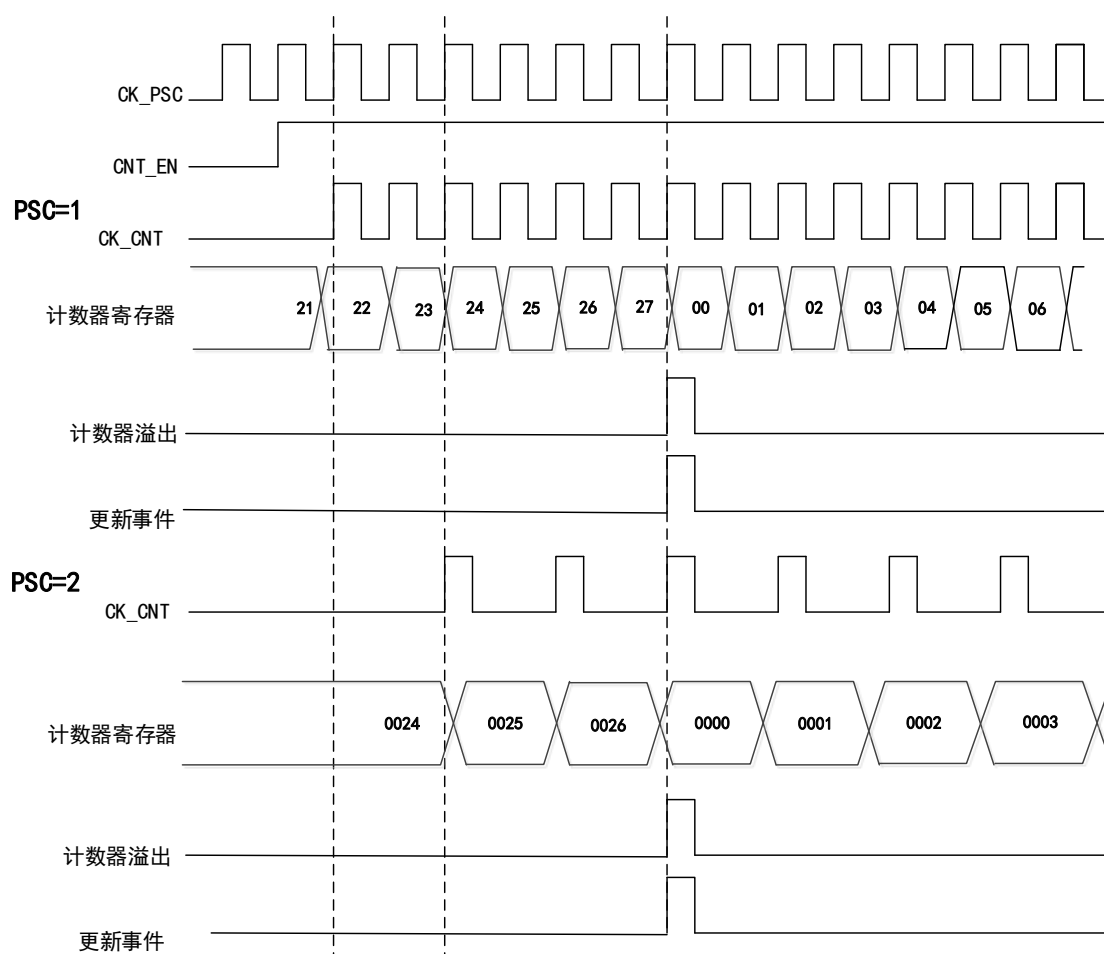 CK_PSC
CNT_EN
PSC=1
CK_CNT
计数器寄存器 21 22 23 24 25 26 27 00 01 02 03 04 05 06
计数器溢出
更新事件
PSC=2
CK_CNT
计数器寄存器 0024 0025 0026 0000 0001 0002 0003
计数器溢出
更新事件